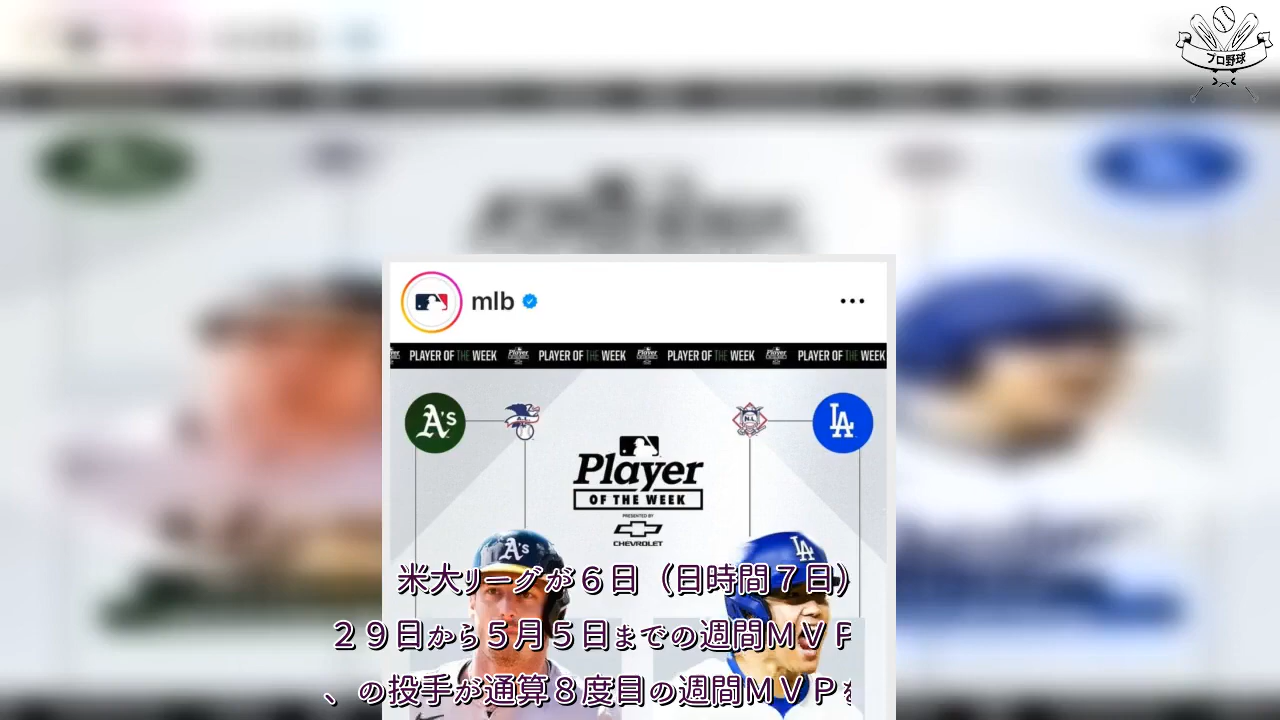 プロ野球
mlb
PLAYER OF THE WEEK PLAYER OF THE WEEK PLAYER OF THE WEEK PLAYER OF THE WEEK
A's
LA
Player
OF THE WEEK
PRESENTED BY
CHEVROLET
A's
LA
米大リーグが６日（日時間７日）
２９日から５月５日までの週間ＭＶＰ
、の投手が通算８度目の週間ＭＶＰを